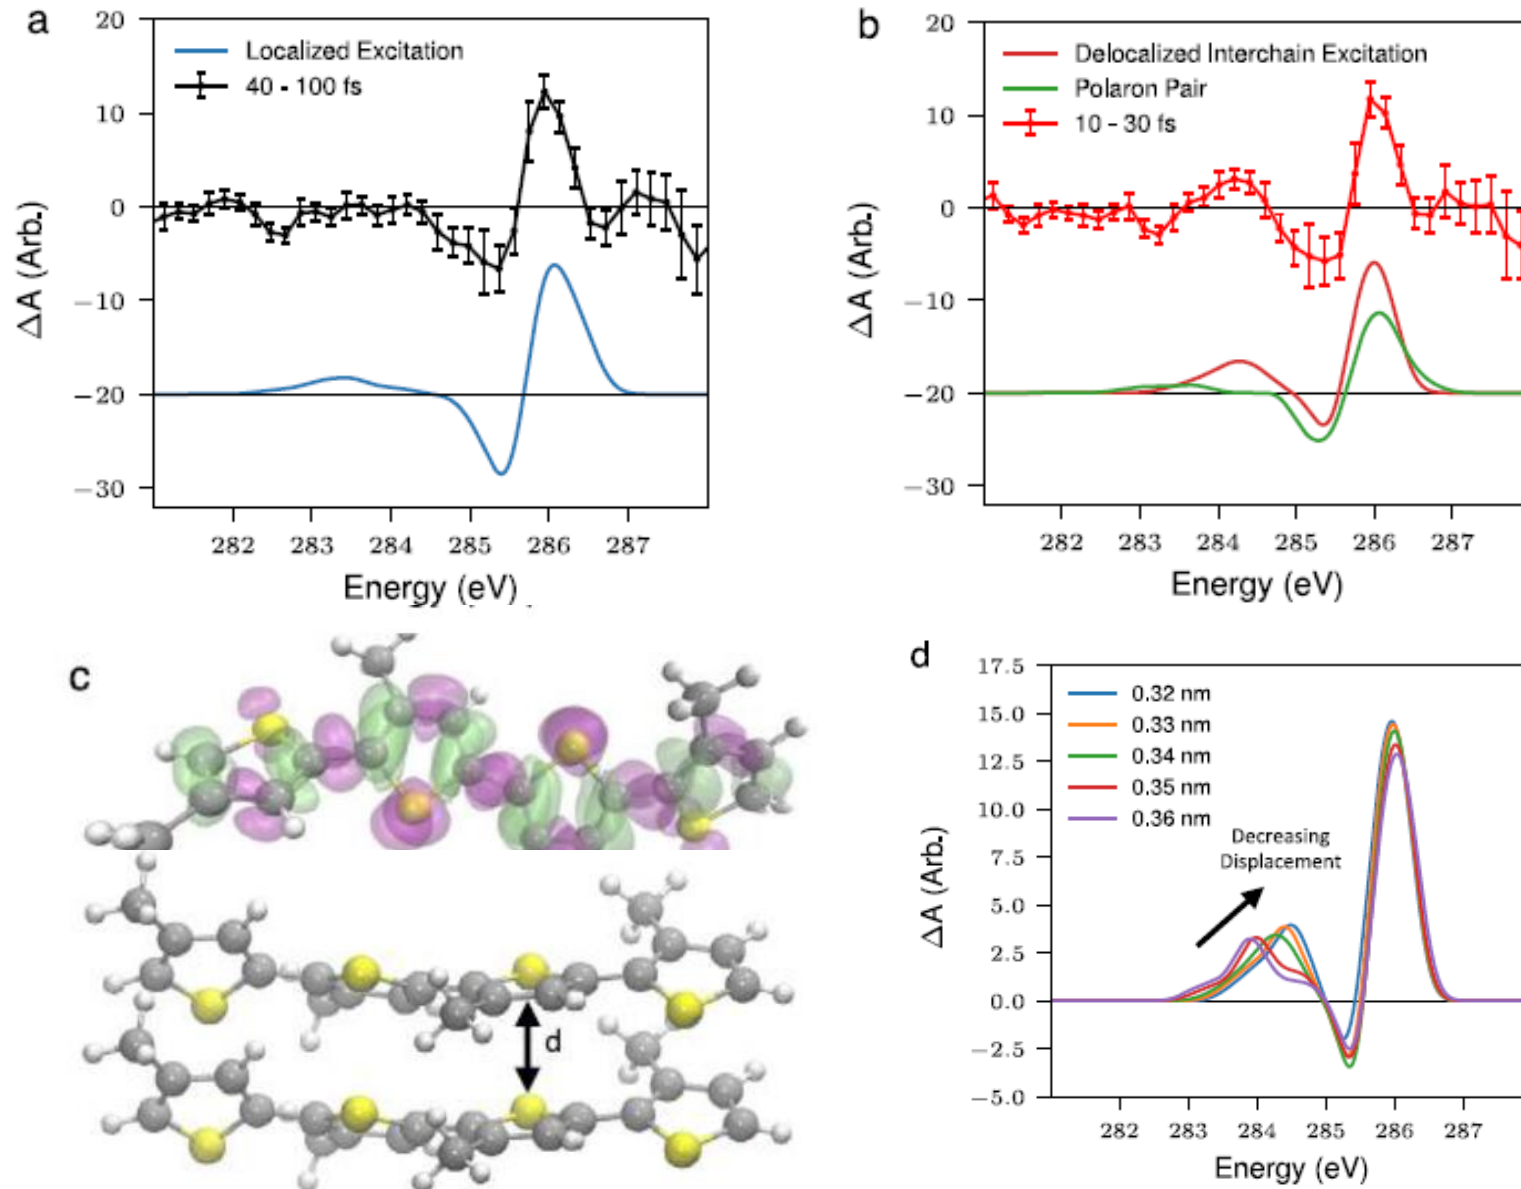 a
20
10
0
−10
−20
−30
ΔA (Arb.)
Localized Excitation
40 - 100 fs
282 283 284 285 286 287
Energy (eV)
b
20
10
0
−10
−20
−30
ΔA (Arb.)
Delocalized Interchain Excitation
Polaron Pair
10 - 30 fs
282 283 284 285 286 287
Energy (eV)
c
d
d
17.5
15.0
12.5
10.0
7.5
5.0
2.5
0.0
−2.5
−5.0
ΔA (Arb.)
0.32 nm
0.33 nm
0.34 nm
0.35 nm
0.36 nm
Decreasing
Displacement
282 283 284 285 286 287
Energy (eV)